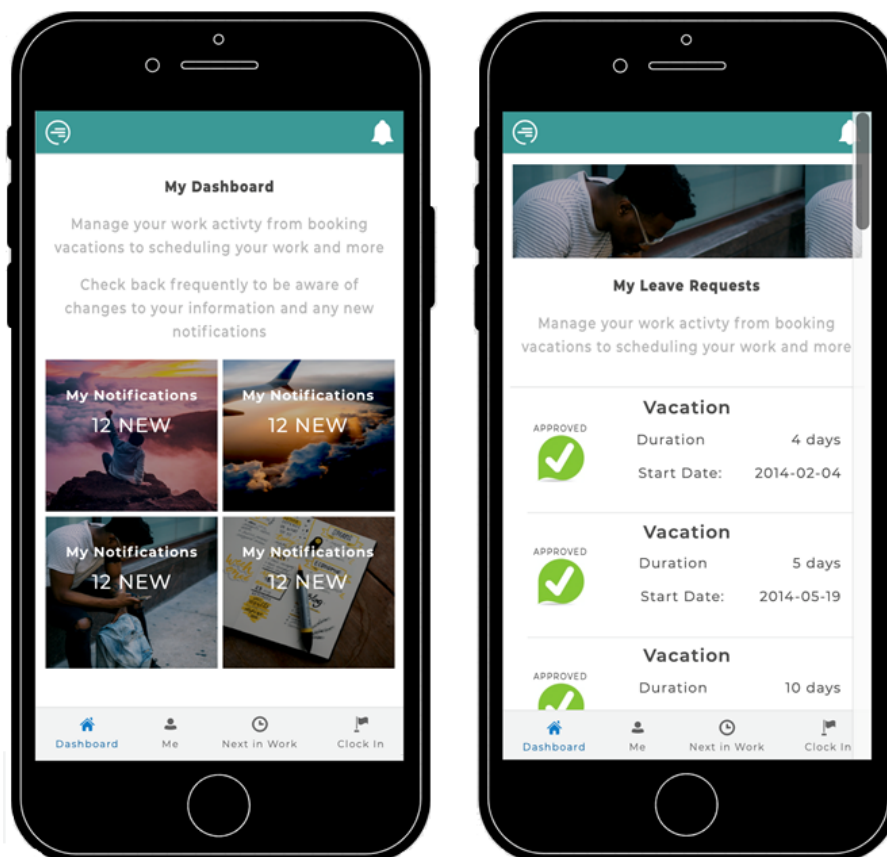 My Dashboard
Manage your work activty from booking
vacations to scheduling your work and more
Check back frequently to be aware of
changes to your information and any new
notifications
My Notifications
12 NEW
My Notifications
12 NEW
My Notifications
12 NEW
My Notifications
12 NEW
Dashboard
Me
Next in Work
Clock In
My Leave Requests
Manage your work activty from booking
vacations to scheduling your work and more
Vacation
APPROVED
Duration 4 days
Start Date: 2014-02-04
Vacation
APPROVED
Duration 5 days
Start Date: 2014-05-19
Vacation
APPROVED
Duration 10 days
Dashboard
Me
Next in Work
Clock In